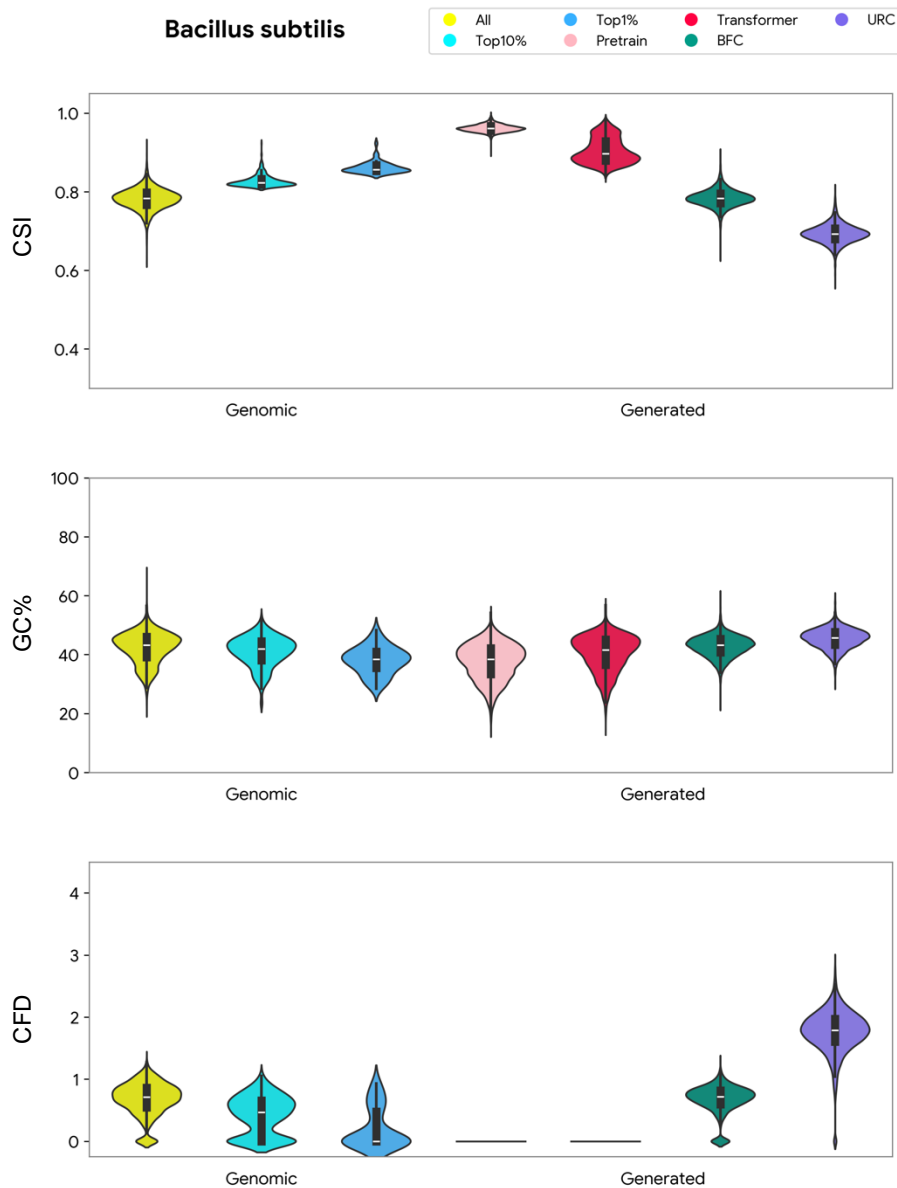 Bacillus subtilis
All
Top1%
Transformer
URC
Top10%
Pretrain
BFC
1.0
0.8
0.6
0.4
CSI
Genomic
Generated
100
80
60
40
20
0
GC%
Genomic
Generated
4
3
2
1
0
CFD
Genomic
Generated